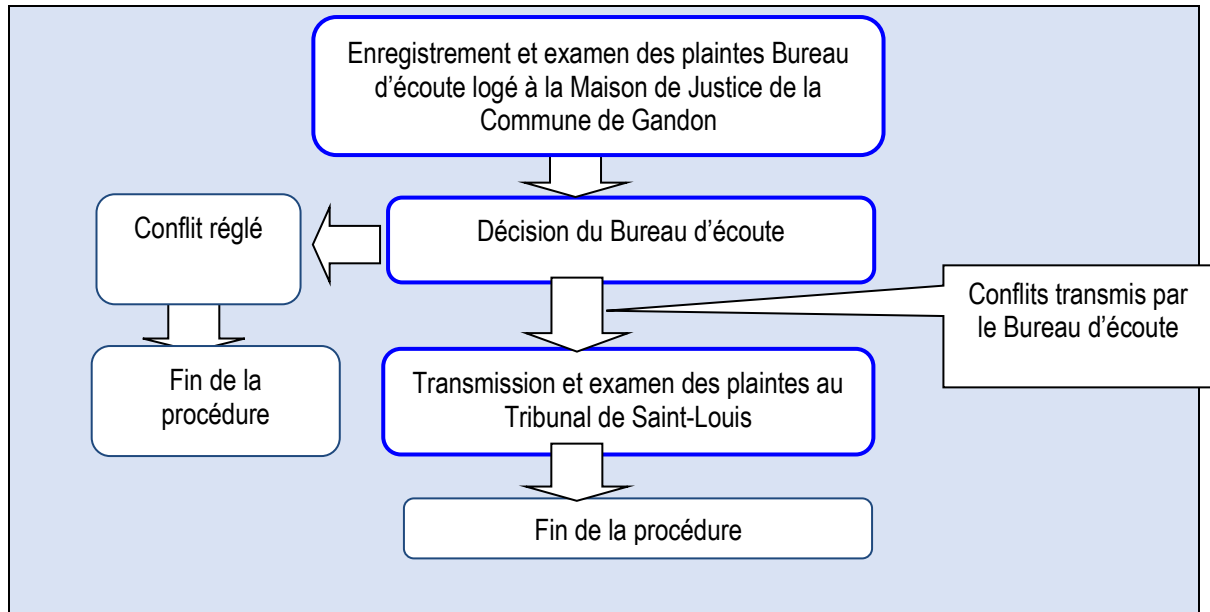 Enregistrement et examen des plaintes Bureau
d'écoute logé à la Maison de Justice de la
Commune de Gandon
Conflit réglé
Décision du Bureau d'écoute
Conflits transmis par
le Bureau d'écoute
Fin de la
procédure
Transmission et examen des plaintes au
Tribunal de Saint-Louis
Fin de la procédure